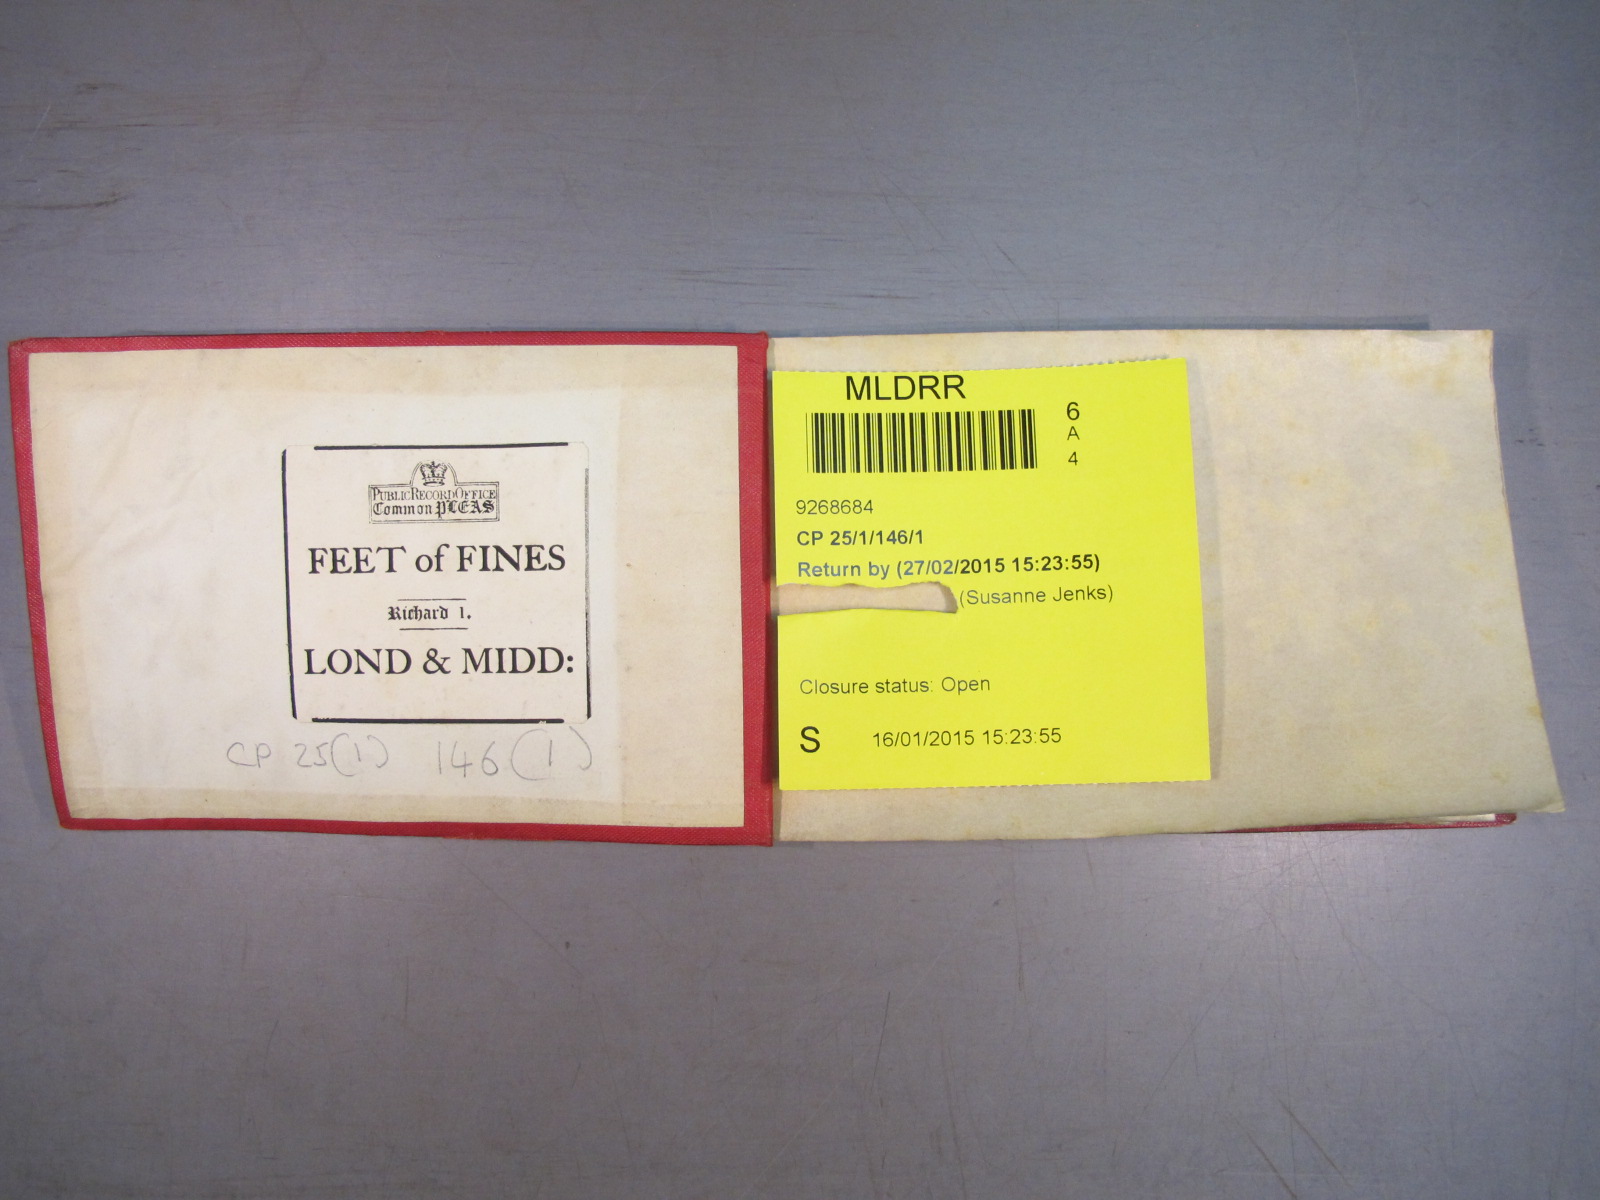 PUBLIC RECORD OFFICE
Common PLEAS
FEET of FINES
Richard 1.
LOND & MIDD:
CP 25(1) 146(1)
MLDRR
6
A
4
9268684
CP 25/1/146/1
Return by (27/02/2015 15:23:55)
(Susanne Jenks)
Closure status: Open
S 16/01/2015 15:23:55